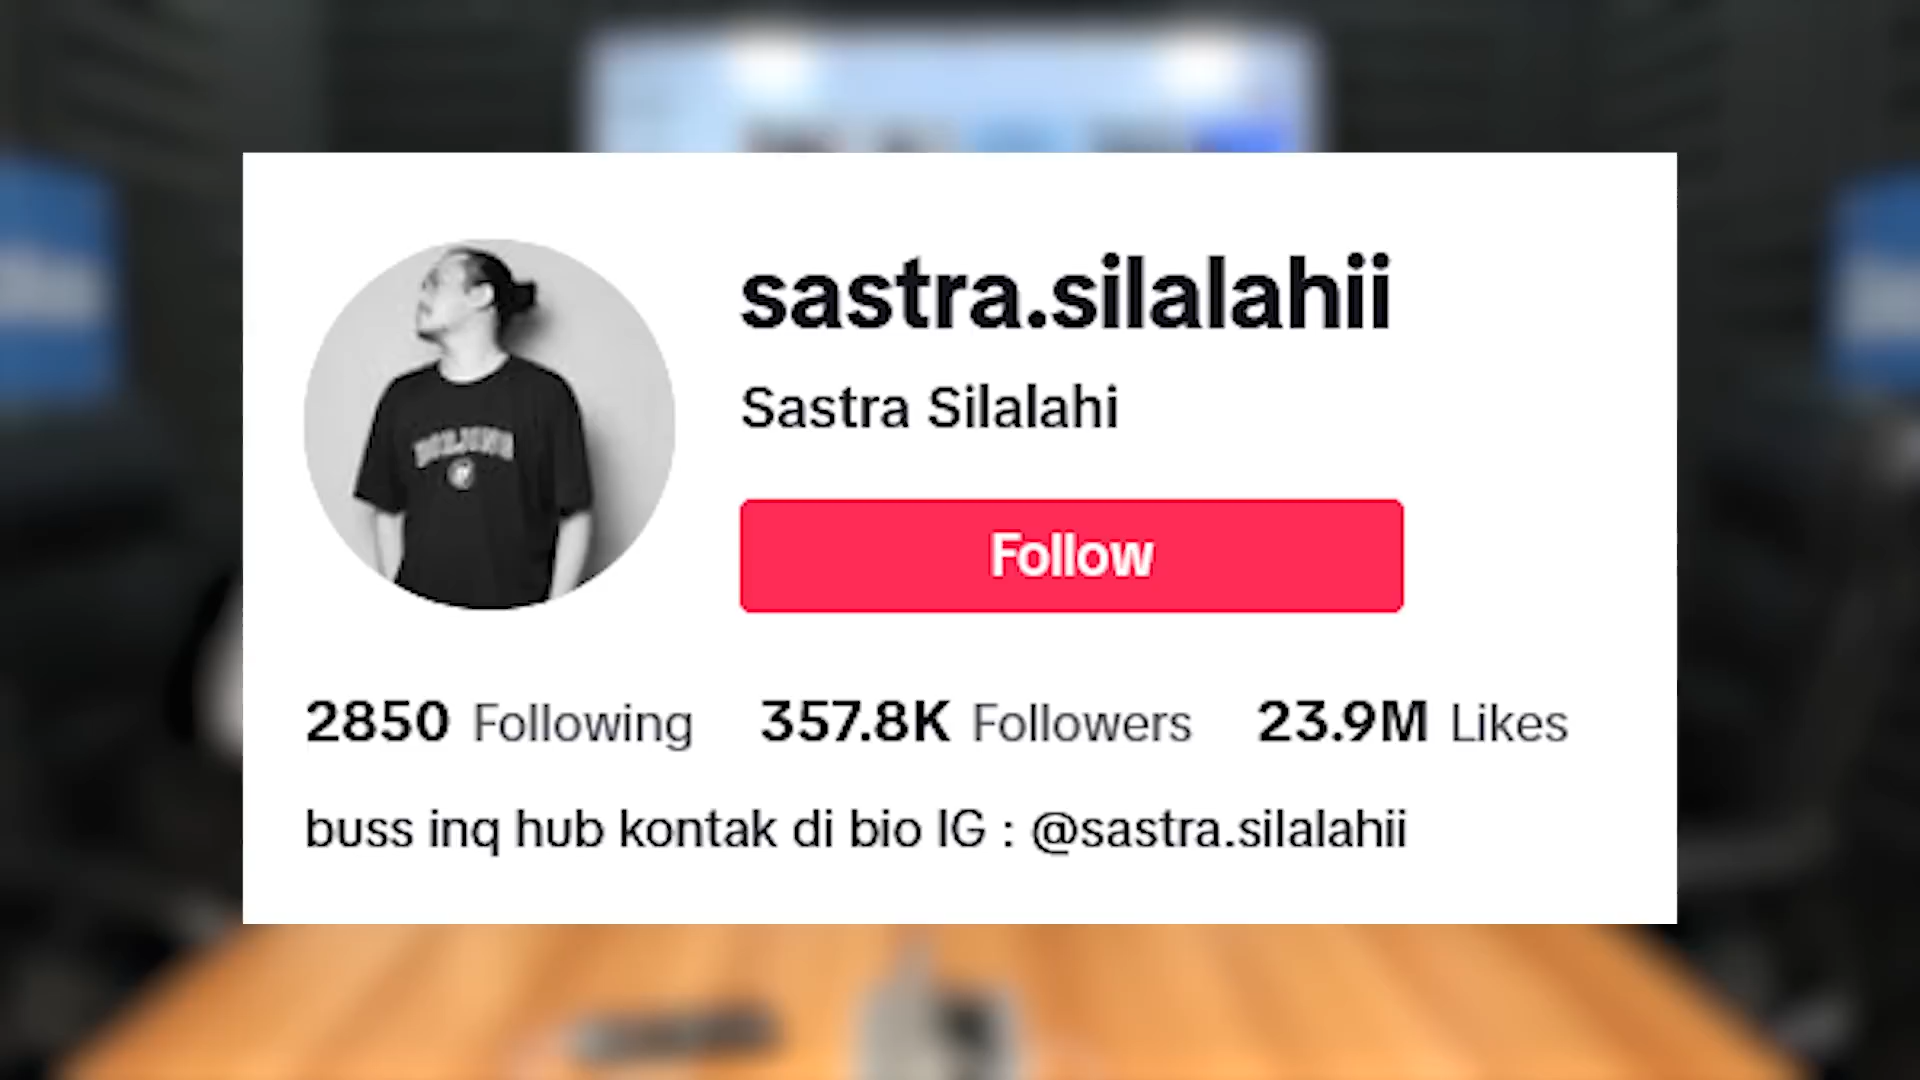 sastra.silalahii
Sastra Silalahi
Follow
2850 Following 357.8K Followers 23.9M Likes
buss inq hub kontak di bio IG : @sastra.silalahii